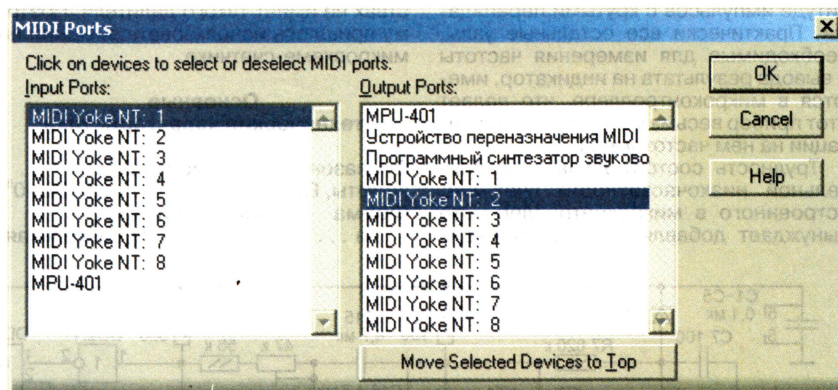 MIDI Ports
Click on devices to select or deselect MIDI ports.
Input Ports:
MIDI Yoke NT: 1
MIDI Yoke NT: 2
MIDI Yoke NT: 3
MIDI Yoke NT: 4
MIDI Yoke NT: 5
MIDI Yoke NT: 6
MIDI Yoke NT: 7
MIDI Yoke NT: 8
MPU-401
Output Ports:
MPU-401
Устройство переназначения MIDI
Программный синтезатор звуково
MIDI Yoke NT: 1
MIDI Yoke NT: 2
MIDI Yoke NT: 3
MIDI Yoke NT: 4
MIDI Yoke NT: 5
MIDI Yoke NT: 6
MIDI Yoke NT: 7
MIDI Yoke NT: 8
OK
Cancel
Help
Move Selected Devices to Top